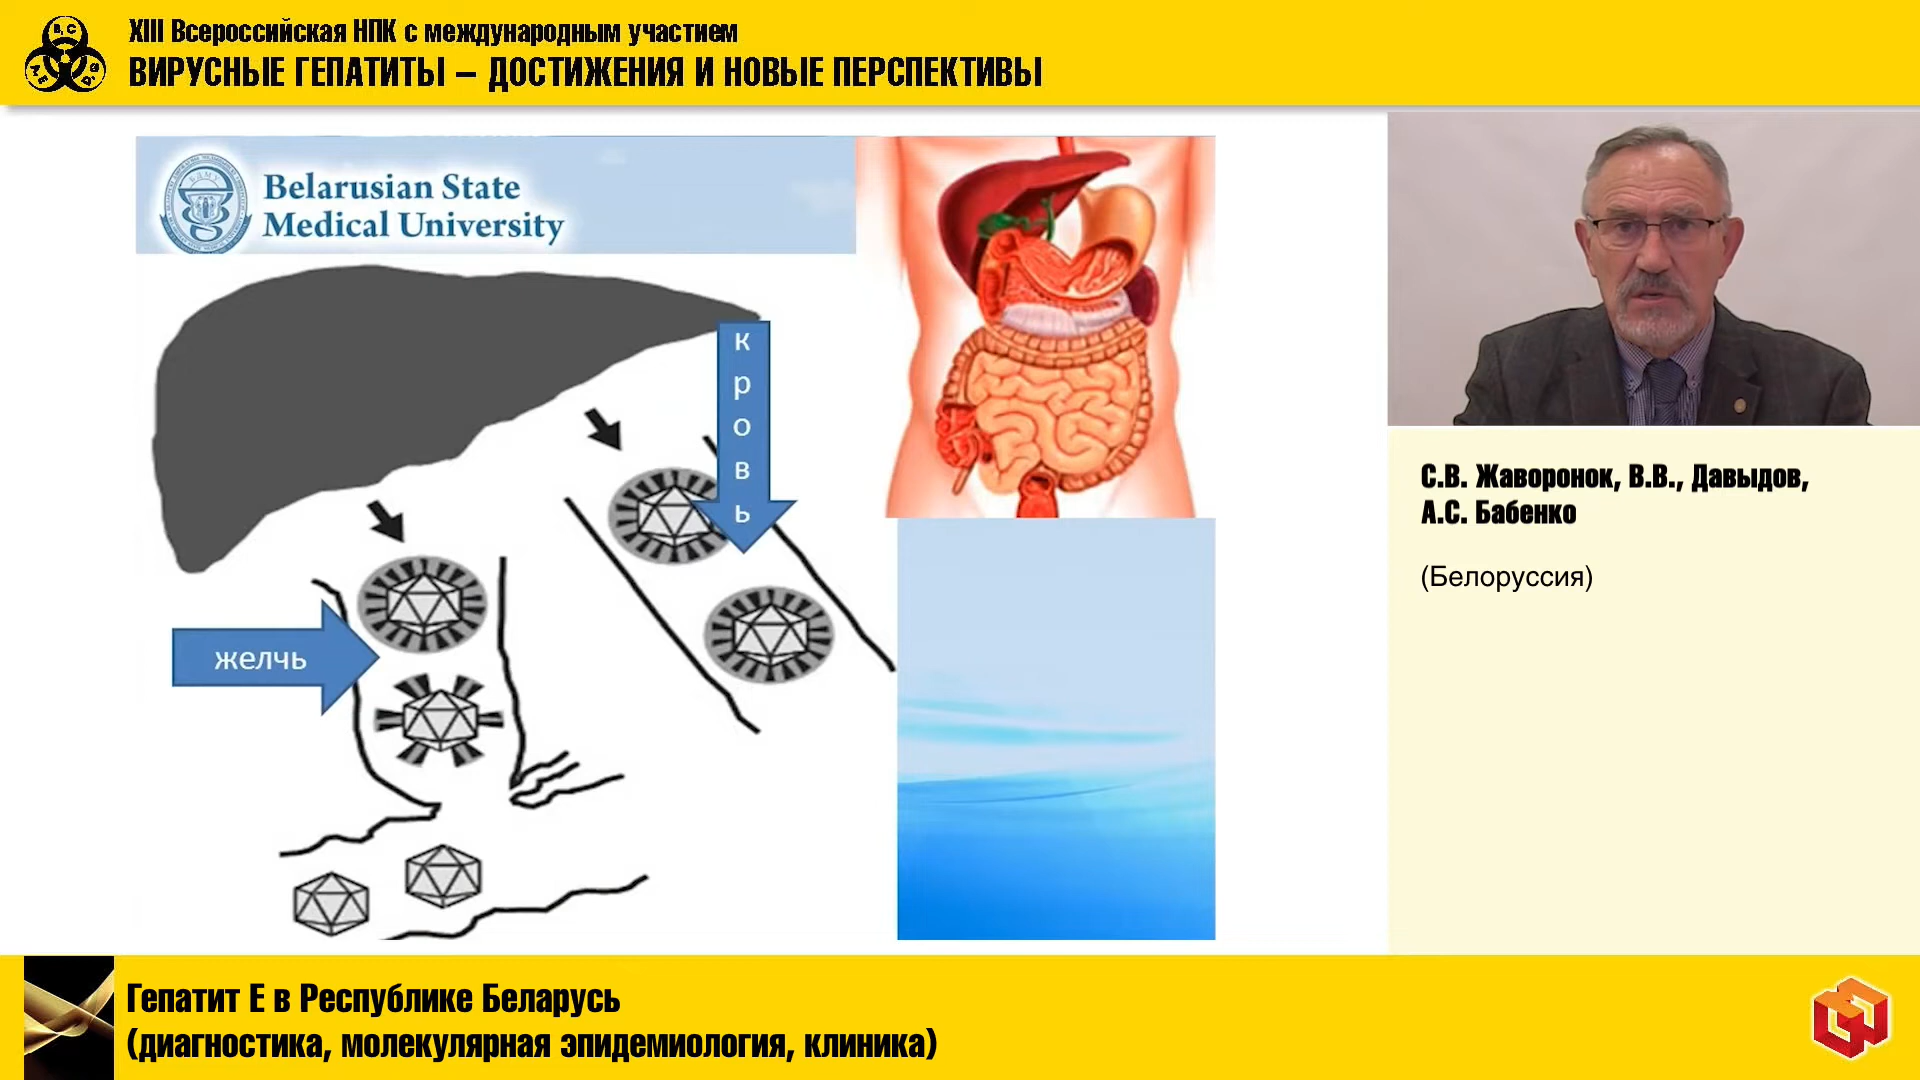 XIII Всероссийская НПК с международным участием
ВИРУСНЫЕ ГЕПАТИТЫ – ДОСТИЖЕНИЯ И НОВЫЕ ПЕРСПЕКТИВЫ
Belarusian State
Medical University
кровь
желчь
С.В. Жаворонок, В.В., Давыдов,
А.С. Бабенко
(Белоруссия)
Гепатит Е в Республике Беларусь
(диагностика, молекулярная эпидемиология, клиника)